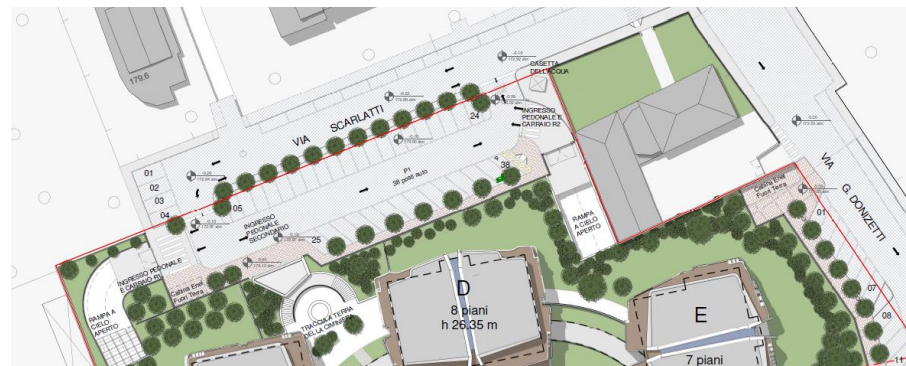 179.6
VIA SCARLATTI
CASETTA
DELL'ACQUA
24
INGRESSO
PEDONALE E
CARRAIO R2
01
02
03
04
05
P1
38 posti auto
38
VIA
G. DONIZETTI
Cabina Enel
Fuori Terra
01
INGRESSO
PEDONALE
SECONDARIO
25
RAMPA
A CIELO
APERTO
INGRESSO PEDONALE
E CARRAIO R1
Cabina Enel
Fuori Terra
RAMPA A
CIELO
APERTO
TRACCIA A TERRA
DELLA CIMINIERA
D
8 piani
h 26.35 m
E
7 piani
07
08
11